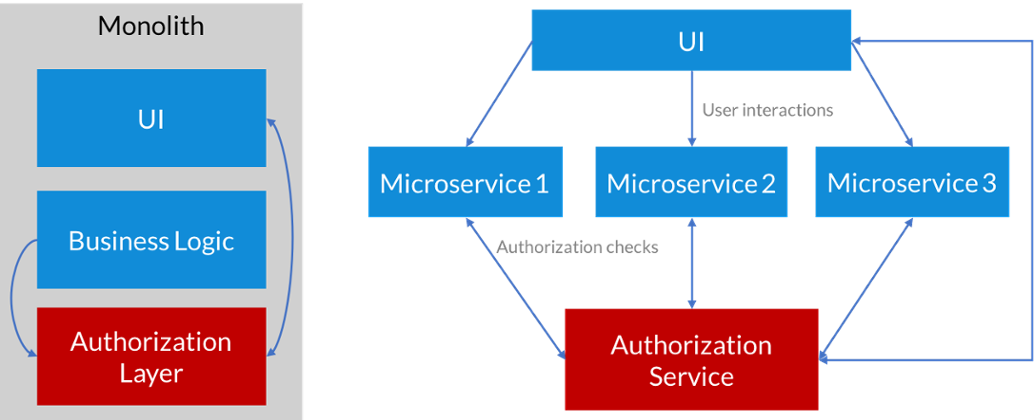 Monolith
UI
Business Logic
Authorization
Layer
UI
User interactions
Microservice 1
Microservice 2
Microservice 3
Authorization checks
Authorization
Service